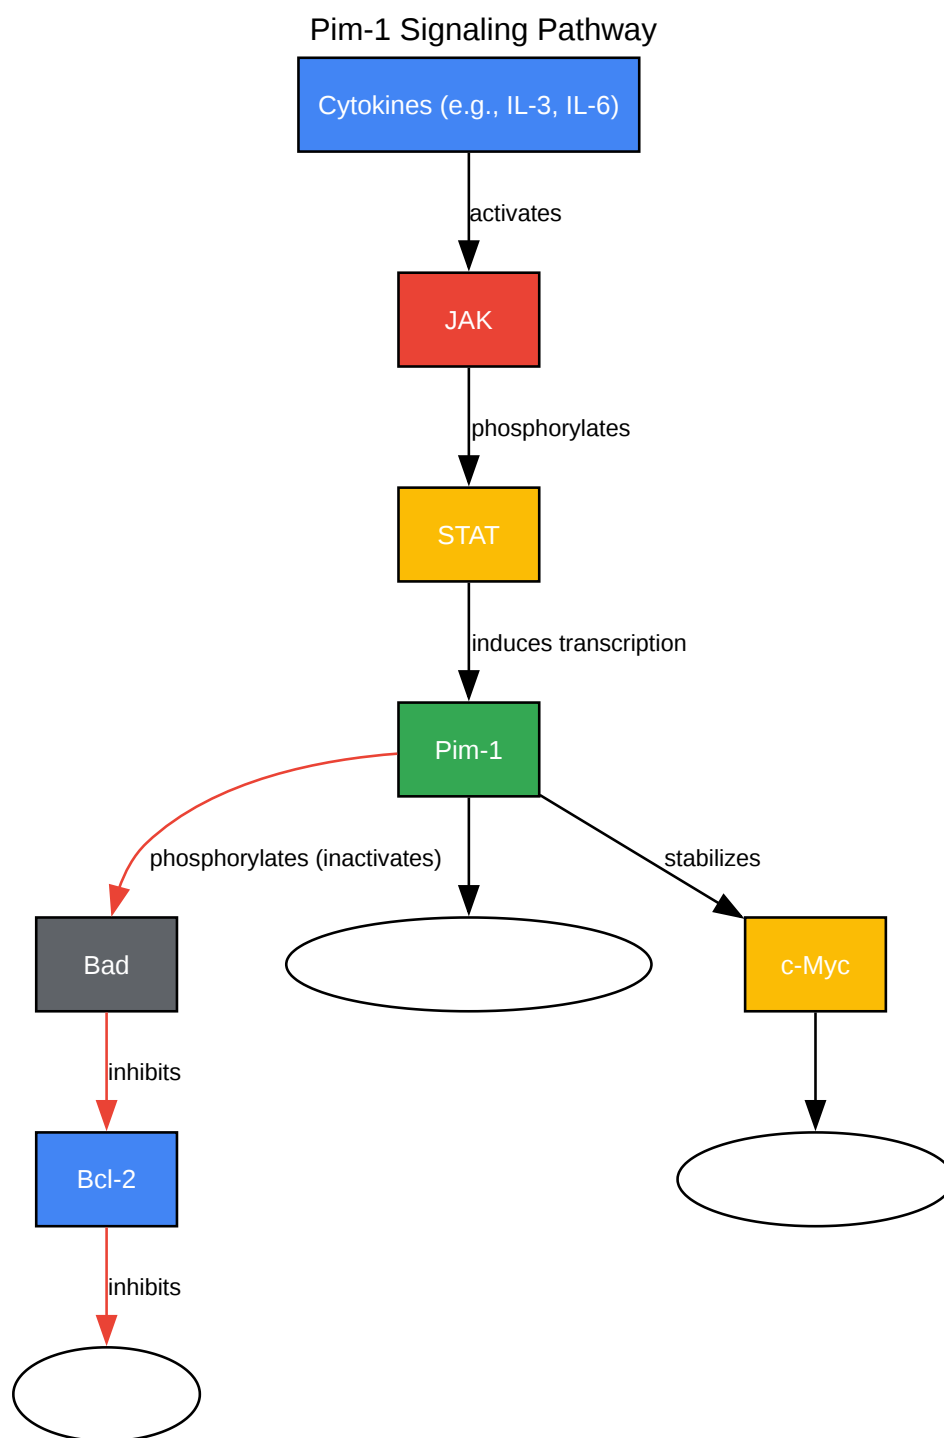 Pim-1 Signaling Pathway
Cytokines (e.g., IL-3, IL-6)
activates
JAK
phosphorylates
STAT
induces transcription
Pim-1
phosphorylates (inactivates)
stabilizes
Bad
c-Myc
inhibits
Bcl-2
inhibits